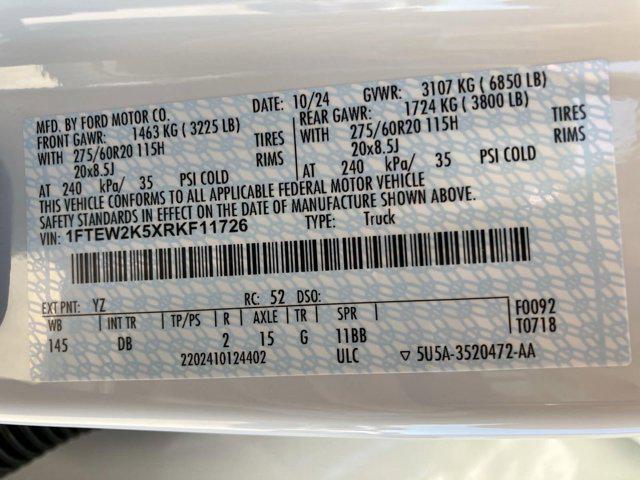 MFD. BY FORD MOTOR CO. DATE: 10/24 GVWR: 3107 KG ( 6850 LB)
FRONT GAWR: 1463 KG ( 3225 LB) REAR GAWR: 1724 KG ( 3800 LB)
WITH 275/60R20 115H TIRES WITH 275/60R20 115H TIRES
20x8.5J RIMS 20x8.5J RIMS
AT 240 kPa/ 35 PSI COLD AT 240 kPa/ 35 PSI COLD
THIS VEHICLE CONFORMS TO ALL APPLICABLE FEDERAL MOTOR VEHICLE
SAFETY STANDARDS IN EFFECT ON THE DATE OF MANUFACTURE SHOWN ABOVE.
VIN: 1FTEW2K5XRKF11726 TYPE: Truck
EXT PNT: YZ RC: 52 DSO:
WB INT TR TP/PS R AXLE TR SPR F0092
145 DB 2 15 G 11BB T0718
2202410124402 ULC ▽ 5U5A-3520472-AA